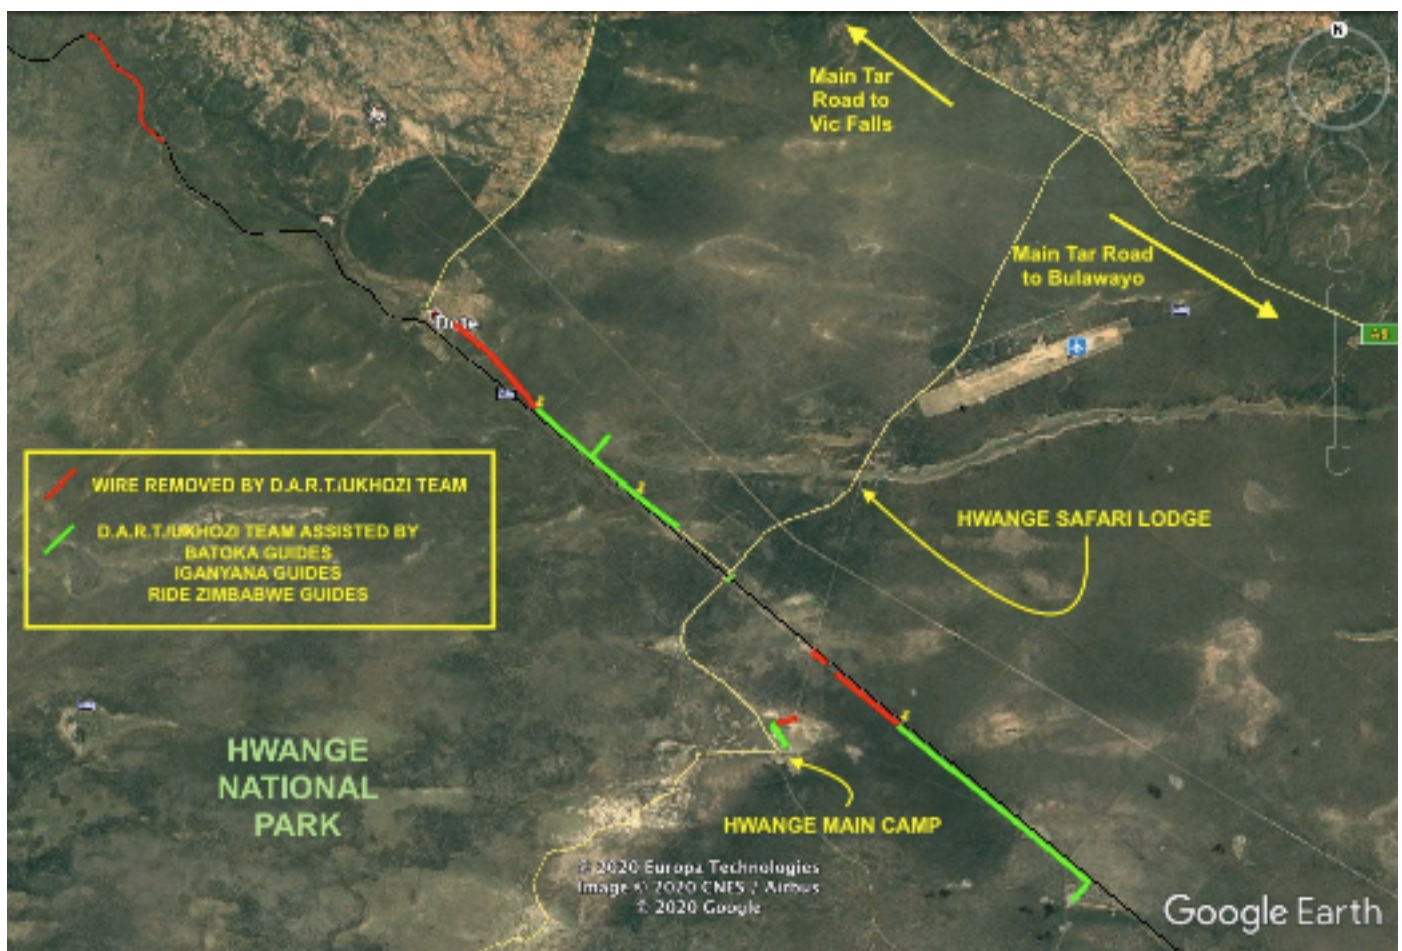 N
Main Tar
Road to
Vic Falls
Main Tar Road
to Bulawayo
A8
WIRE REMOVED BY D.A.R.T./UKHOZI TEAM
D.A.R.T./UKHOZI TEAM ASSISTED BY
BATOKA GUIDES
IGANYANA GUIDES
RIDE ZIMBABWE GUIDES
HWANGE SAFARI LODGE
HWANGE
NATIONAL
PARK
HWANGE MAIN CAMP
© 2020 Europa Technologies
Image © 2020 CNES / Airbus
© 2020 Google
Google Earth